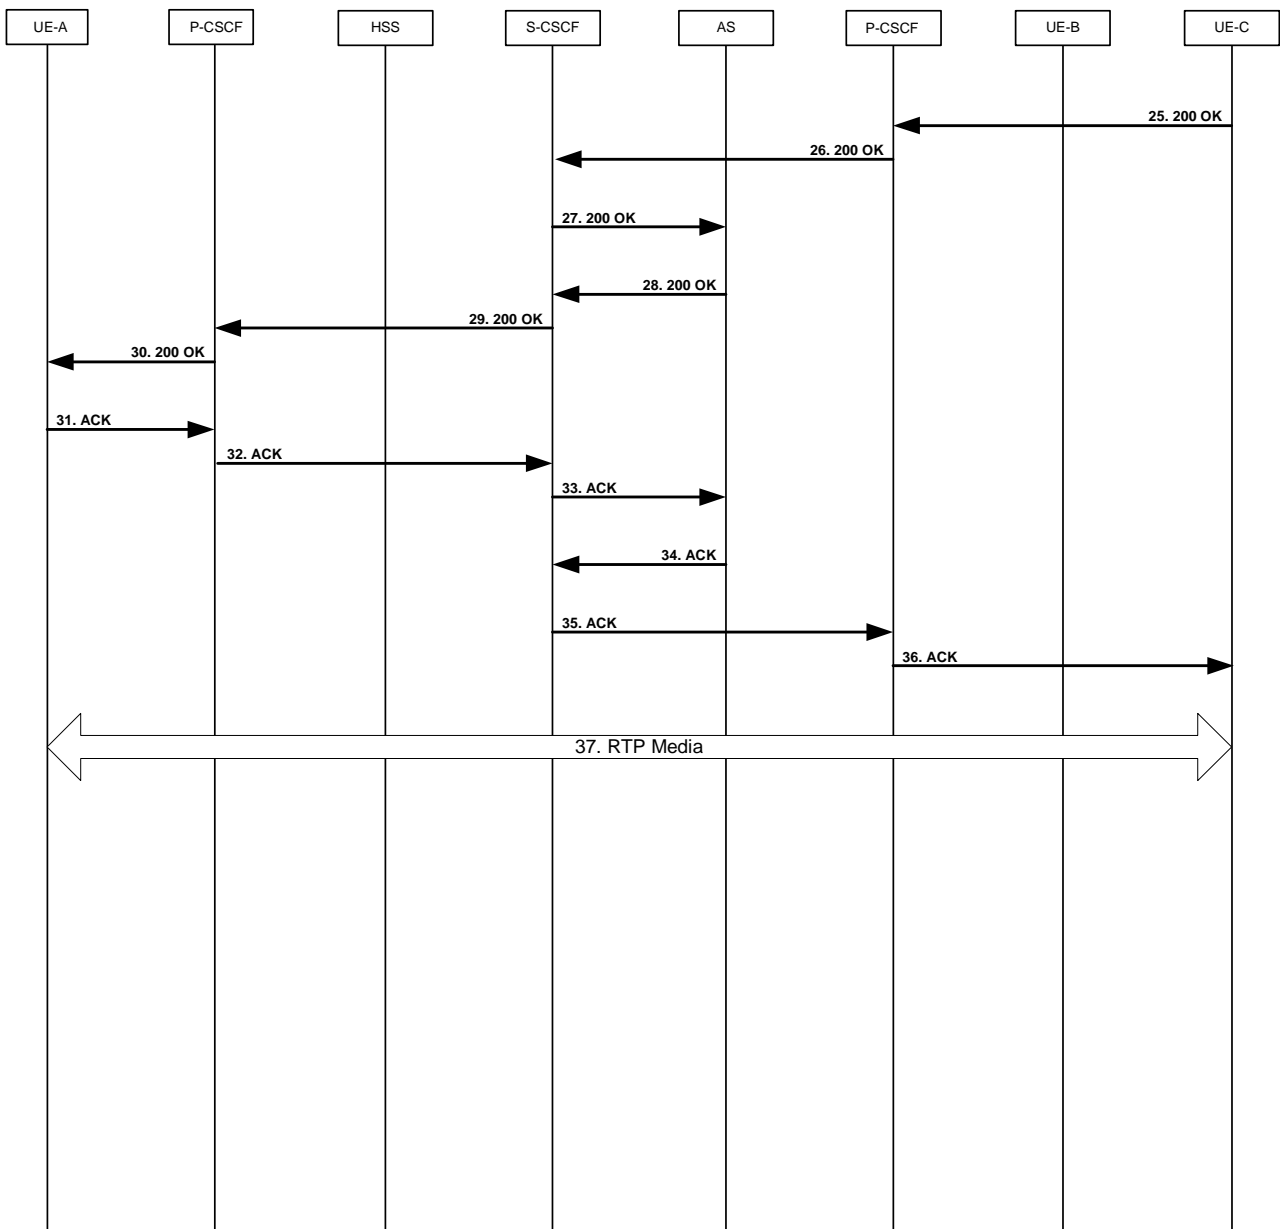 UE-A
P-CSCF
HSS
S-CSCF
AS
P-CSCF
UE-B
UE-C
25. 200 OK
26. 200 OK
27. 200 OK
28. 200 OK
29. 200 OK
30. 200 OK
31. ACK
32. ACK
33. ACK
34. ACK
35. ACK
36. ACK
37. RTP Media